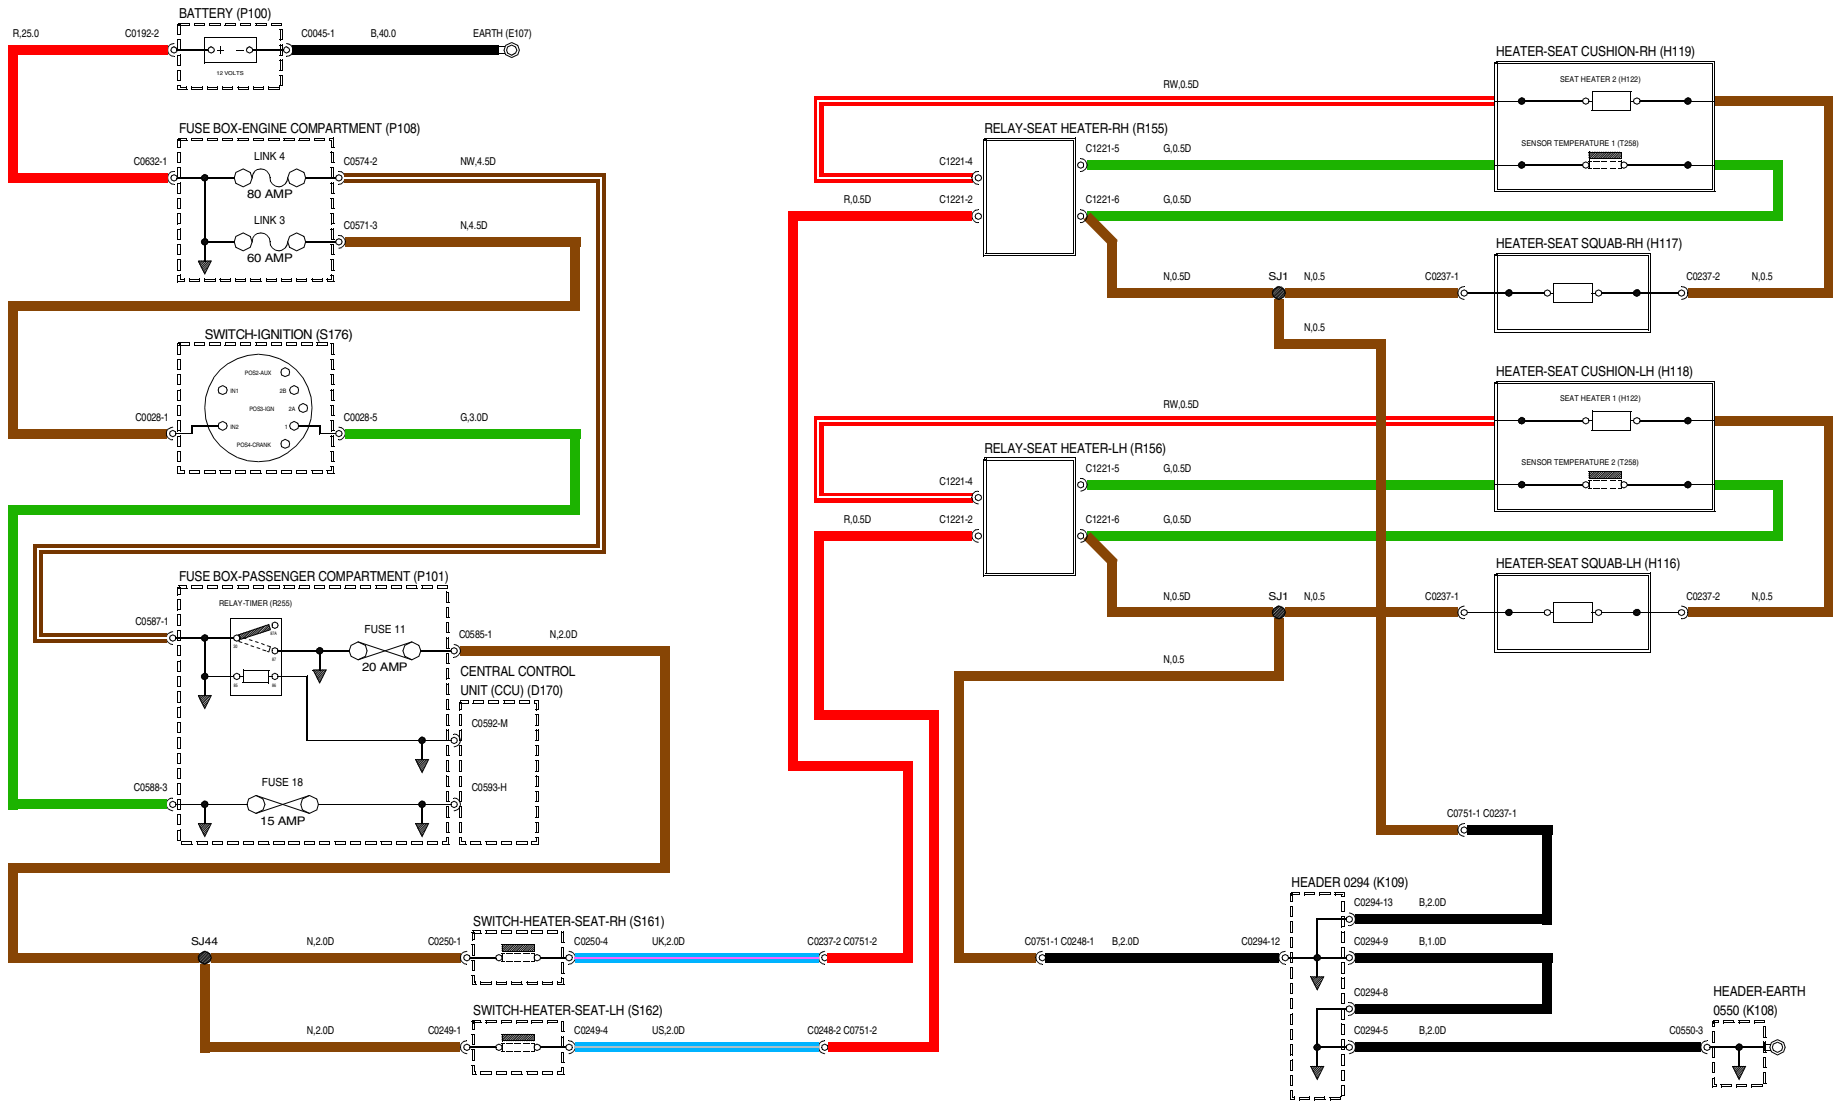 BATTERY (P100)
R,25.0
C0192-2
C0045-1
B,40.0
EARTH (E107)
+
−
12 VOLTS
FUSE BOX-ENGINE COMPARTMENT (P108)
C0632-1
LINK 4
80 AMP
C0574-2
NW,4.5D
LINK 3
60 AMP
C0571-3
N,4.5D
SWITCH-IGNITION (S176)
POS2-AUX
IN1
2B
POS3-IGN
2A
IN2
1
POS4-CRANK
C0028-1
C0028-5
G,3.0D
FUSE BOX-PASSENGER COMPARTMENT (P101)
RELAY-TIMER (R255)
C0587-1
87A
30
87
85
86
FUSE 11
20 AMP
C0585-1
N,2.0D
CENTRAL CONTROL
UNIT (CCU) (D170)
C0592-M
C0593-H
C0588-3
FUSE 18
15 AMP
SJ44
N,2.0D
C0250-1
SWITCH-HEATER-SEAT-RH (S161)
C0250-4
UK,2.0D
C0237-2 C0751-2
N,2.0D
C0249-1
SWITCH-HEATER-SEAT-LH (S162)
C0249-4
US,2.0D
C0248-2 C0751-2
RW,0.5D
HEATER-SEAT CUSHION-RH (H119)
SEAT HEATER 2 (H122)
SENSOR TEMPERATURE 1 (T258)
RELAY-SEAT HEATER-RH (R155)
C1221-4
C1221-5
G,0.5D
R,0.5D
C1221-2
C1221-6
G,0.5D
N,0.5D
SJ1
N,0.5
C0237-1
HEATER-SEAT SQUAB-RH (H117)
C0237-2
N,0.5
N,0.5
RW,0.5D
HEATER-SEAT CUSHION-LH (H118)
SEAT HEATER 1 (H122)
SENSOR TEMPERATURE 2 (T258)
RELAY-SEAT HEATER-LH (R156)
C1221-4
C1221-5
G,0.5D
R,0.5D
C1221-2
C1221-6
G,0.5D
N,0.5D
SJ1
N,0.5
C0237-1
HEATER-SEAT SQUAB-LH (H116)
C0237-2
N,0.5
N,0.5
C0751-1 C0237-1
HEADER 0294 (K109)
C0294-13
B,2.0D
C0751-1 C0248-1
B,2.0D
C0294-12
C0294-9
B,1.0D
C0294-8
C0294-5
B,2.0D
C0550-3
HEADER-EARTH
0550 (K108)